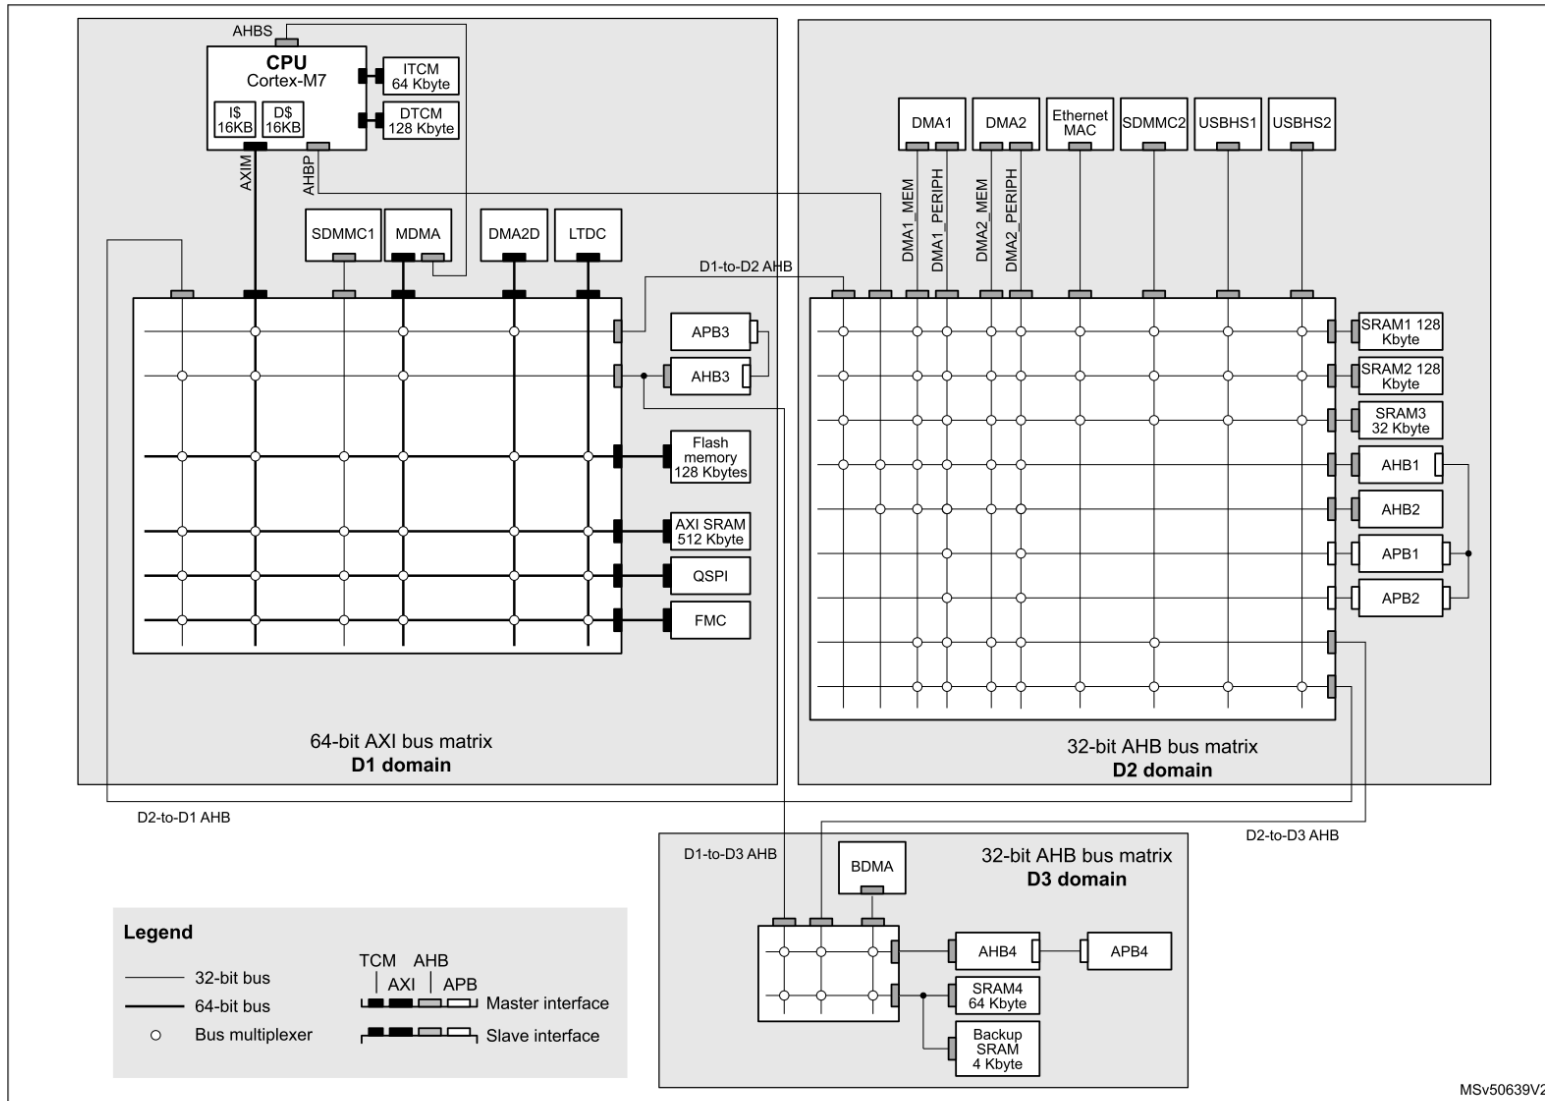 AHBS
CPU
Cortex-M7
I$
16KB
D$
16KB
ITCM
64 Kbyte
DTCM
128 Kbyte
AXIM
AHBP
SDMMC1
MDMA
DMA2D
LTDC
D1-to-D2 AHB
APB3
AHB3
Flash
memory
128 Kbytes
AXI SRAM
512 Kbyte
QSPI
FMC
64-bit AXI bus matrix
D1 domain
DMA1
DMA2
Ethernet
MAC
SDMMC2
USBHS1
USBHS2
DMA1_MEM
DMA1_PERIPH
DMA2_MEM
DMA2_PERIPH
SRAM1 128
Kbyte
SRAM2 128
Kbyte
SRAM3
32 Kbyte
AHB1
AHB2
APB1
APB2
32-bit AHB bus matrix
D2 domain
D2-to-D1 AHB
D2-to-D3 AHB
D1-to-D3 AHB
BDMA
32-bit AHB bus matrix
D3 domain
AHB4
APB4
SRAM4
64 Kbyte
Backup
SRAM
4 Kbyte
Legend
32-bit bus
64-bit bus
Bus multiplexer
TCM
AHB
AXI
APB
Master interface
Slave interface
MSv50639V2